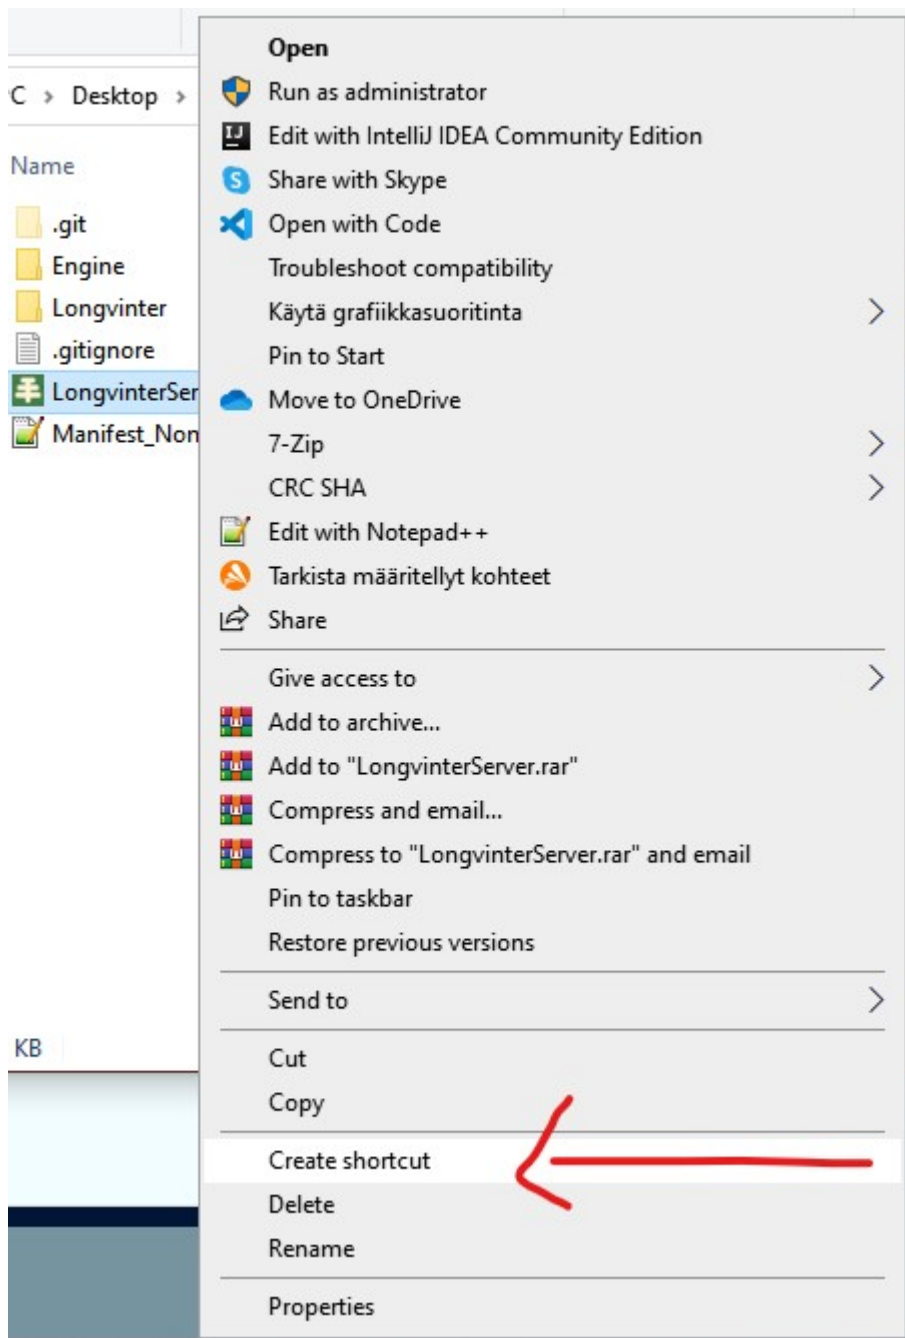 C > Desktop >
Name
.git
Engine
Longvinter
.gitignore
LongvinterSer
Manifest_Non
KB
Open
Run as administrator
Edit with IntelliJ IDEA Community Edition
Share with Skype
Open with Code
Troubleshoot compatibility
Käytä grafiikkasuoritinta
Pin to Start
Move to OneDrive
7-Zip
CRC SHA
Edit with Notepad++
Tarkista määritellyt kohteet
Share
Give access to
Add to archive...
Add to "LongvinterServer.rar"
Compress and email...
Compress to "LongvinterServer.rar" and email
Pin to taskbar
Restore previous versions
Send to
Cut
Copy
Create shortcut
Delete
Rename
Properties